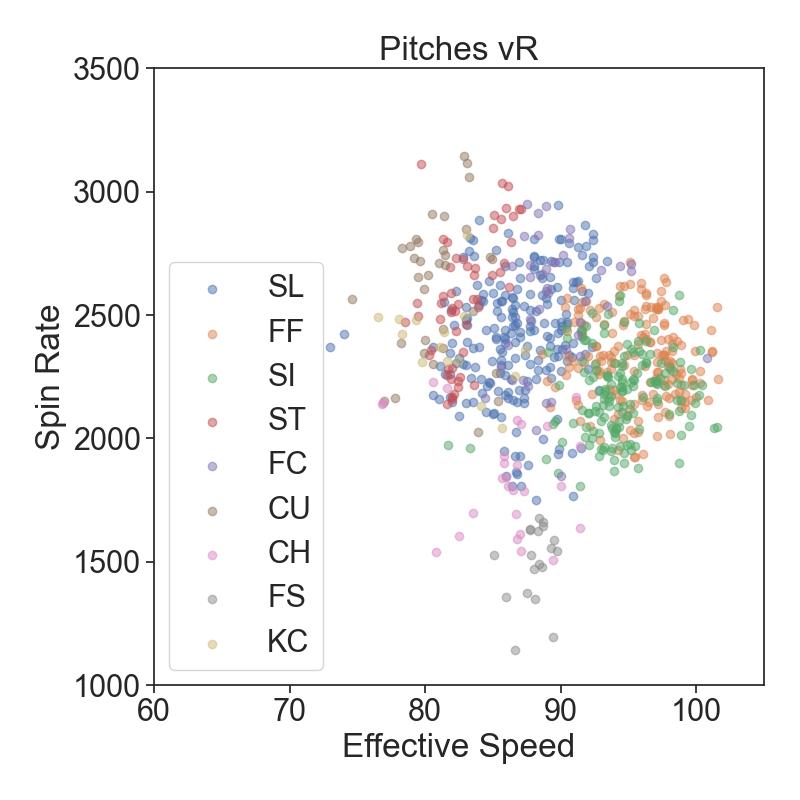 Pitches vR
3500
3000
2500
2000
1500
1000
Spin Rate
SL
FF
SI
ST
FC
CU
CH
FS
KC
60 70 80 90 100
Effective Speed